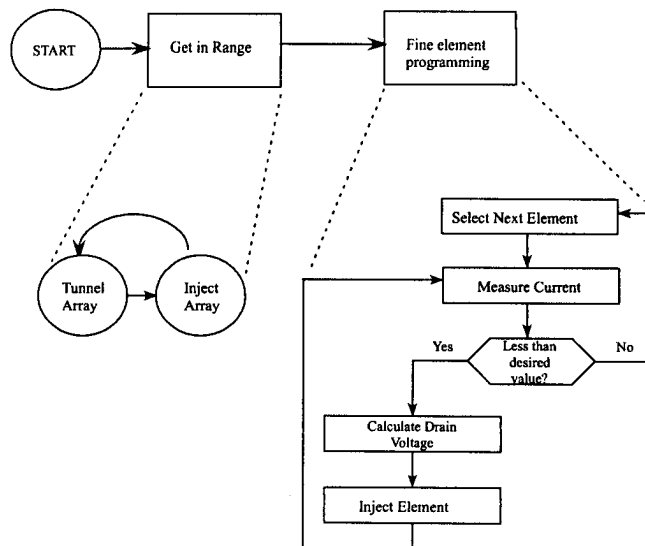 START
Get in Range
Fine element
programming
Select Next Element
Tunnel
Array
Inject
Array
Measure Current
Yes
Less than
desired
value?
No
Calculate Drain
Voltage
Inject Element